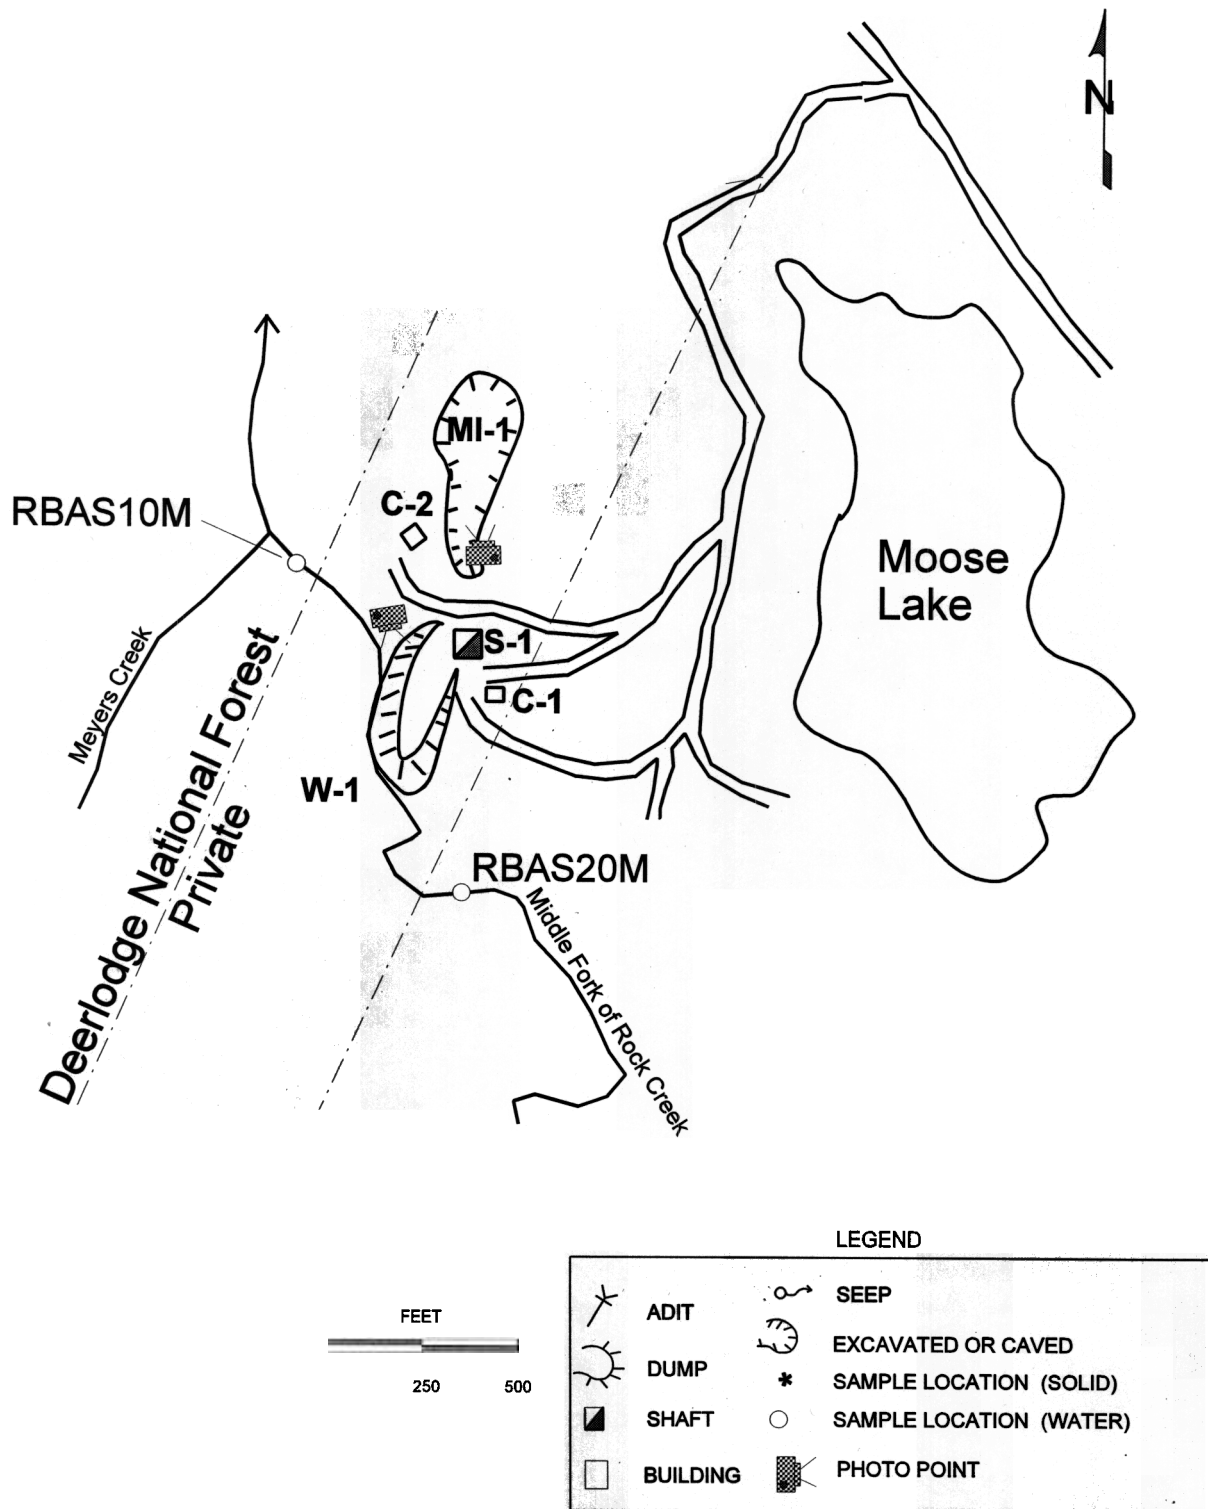 N
MI-1
C-2
RBAS10M
Moose
Lake
S-1
C-1
Meyers Creek
W-1
Deerlodge National Forest
Private
RBAS20M
Middle Fork of Rock Creek
LEGEND
FEET
250 500
ADIT
DUMP
SHAFT
BUILDING
SEEP
EXCAVATED OR CAVED
* SAMPLE LOCATION (SOLID)
SAMPLE LOCATION (WATER)
PHOTO POINT